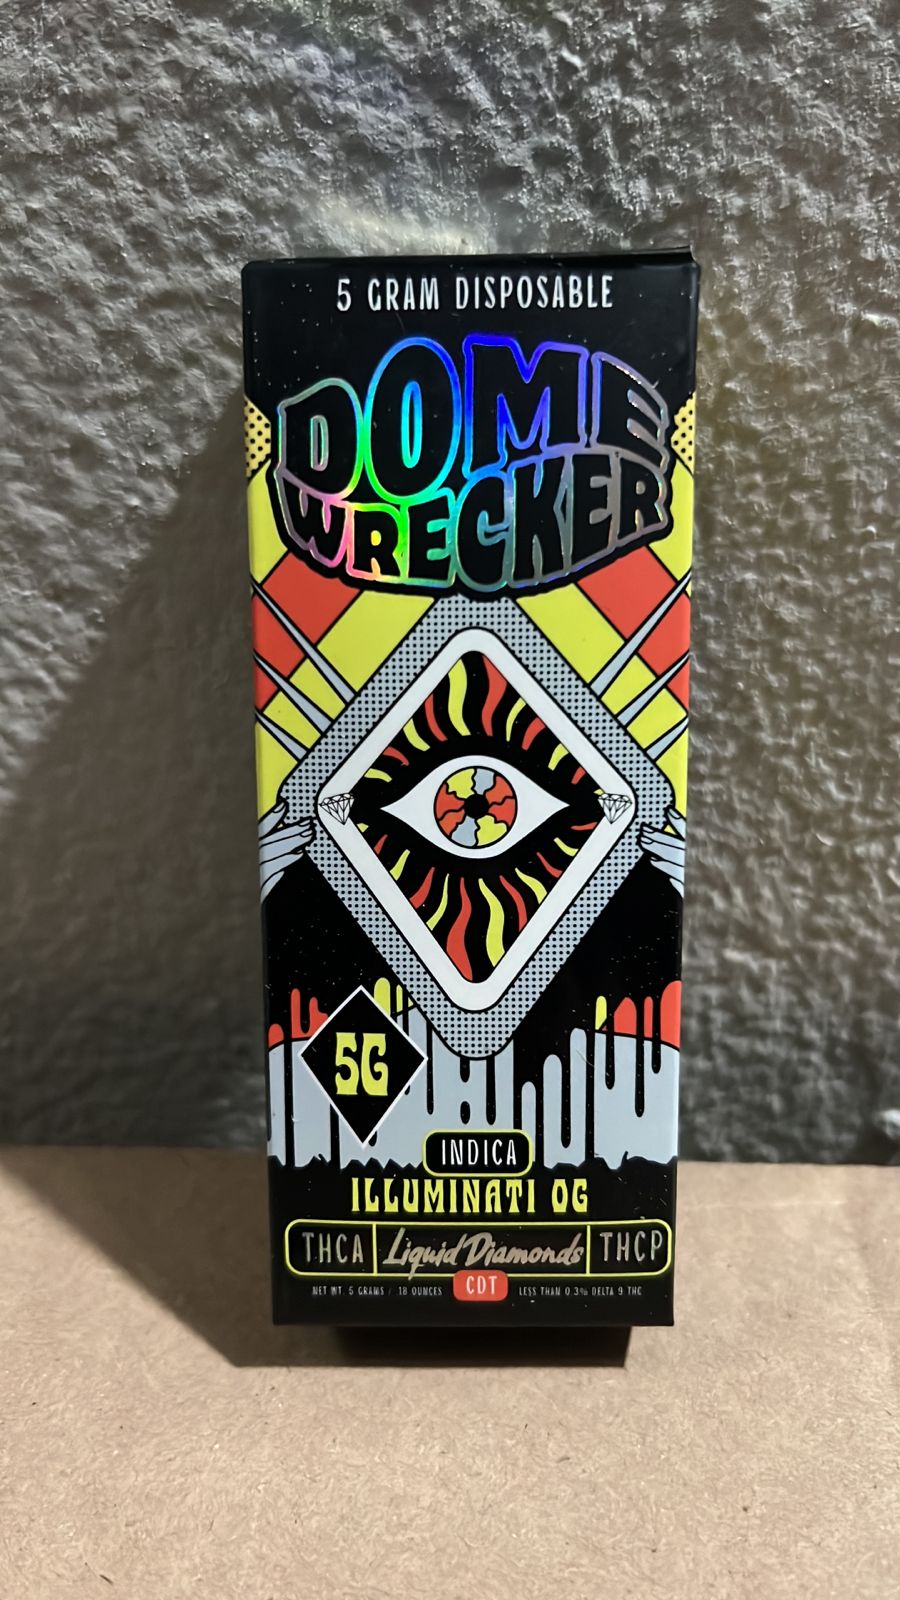 5 GRAM DISPOSABLE
DOME
WRECKER
5G
INDICA
ILLUMINATI OG
THCA Liquid Diamonds THCP
NET WT. 5 GRAMS / .18 OUNCES CDT LESS THAN 0.3% DELTA 9 THC